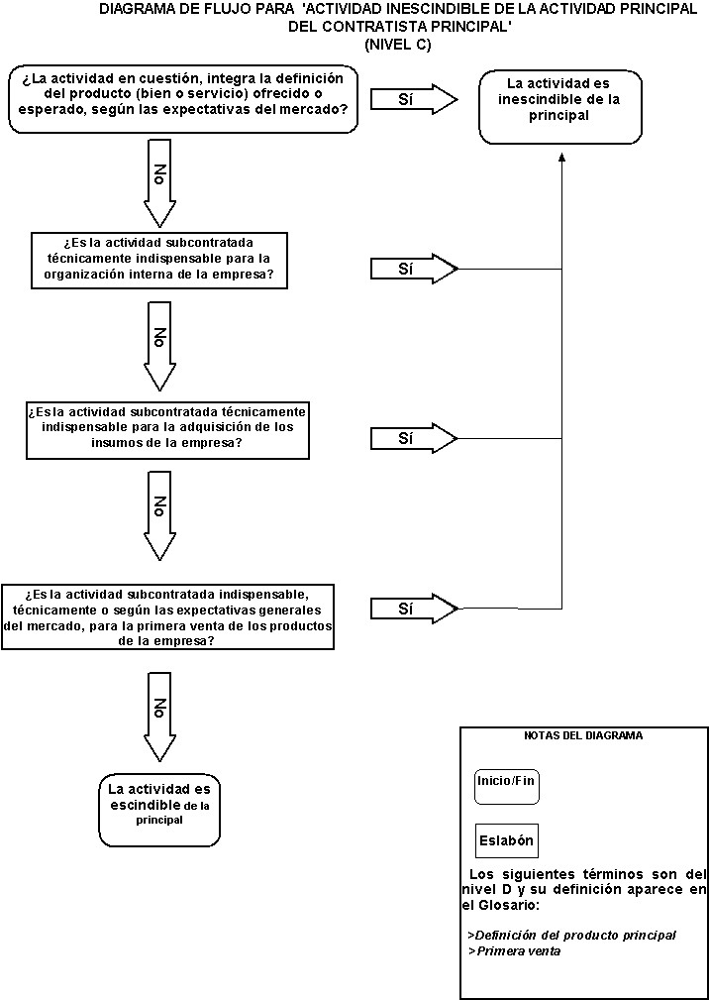 DIAGRAMA DE FLUJO PARA 'ACTIVIDAD INESCINDIBLE DE LA ACTIVIDAD PRINCIPAL
DEL CONTRATISTA PRINCIPAL'
(NIVEL C)
¿La actividad en cuestión, integra la definición
del producto (bien o servicio) ofrecido o
esperado, según las expectativas del mercado?
Sí
La actividad es
inescindible de la
principal
No
¿Es la actividad subcontratada
técnicamente indispensable para la
organización interna de la empresa?
Sí
No
¿Es la actividad subcontratada técnicamente
indispensable para la adquisición de los
insumos de la empresa?
Sí
No
¿Es la actividad subcontratada indispensable,
técnicamente o según las expectativas generales
del mercado, para la primera venta de los productos
de la empresa?
Sí
No
La actividad es
escindible de la
principal
NOTAS DEL DIAGRAMA
Inicio/Fin
Eslabón
Los siguientes términos son del
nivel D y su definición aparece en
el Glosario:
>Definición del producto principal
>Primera venta